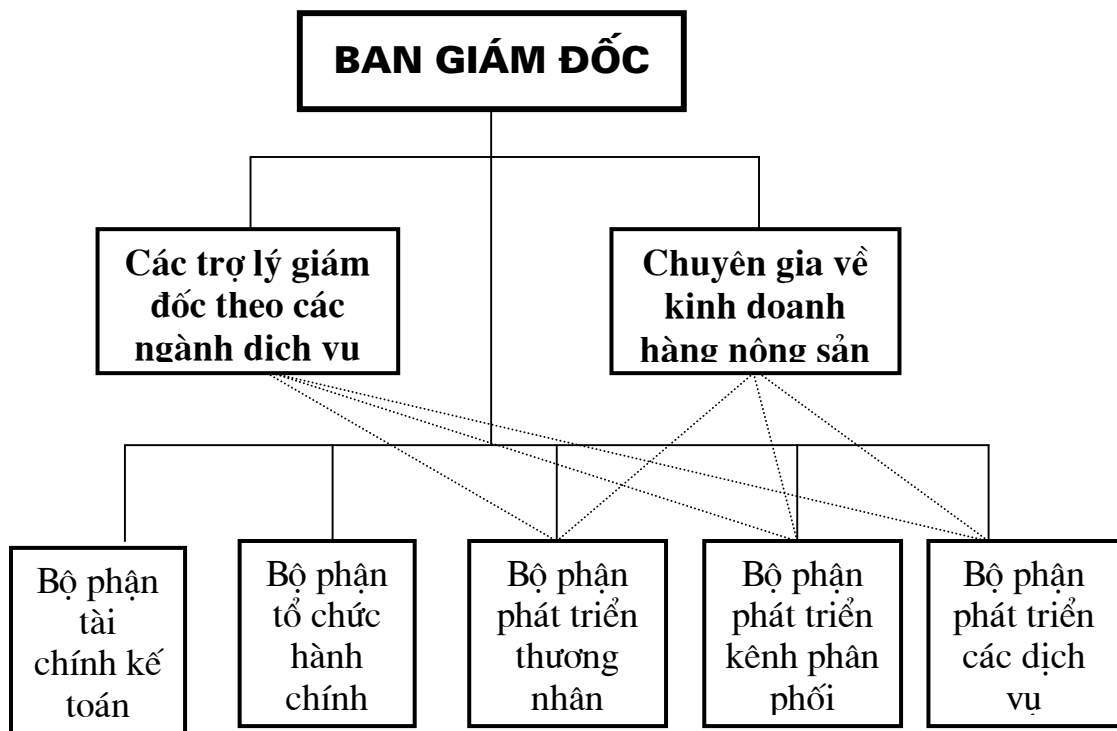 BAN GIÁM ĐỐC
Các trợ lý giám
đốc theo các
ngành dịch vụ
Chuyên gia về
kinh doanh
hàng nông sản
Bộ phận
tài
chính kế
toán
Bộ phận
tổ chức
hành
chính
Bộ phận
phát triển
thương
nhân
Bộ phận
phát triển
kênh phân
phối
Bộ phận
phát triển
các dịch
vụ